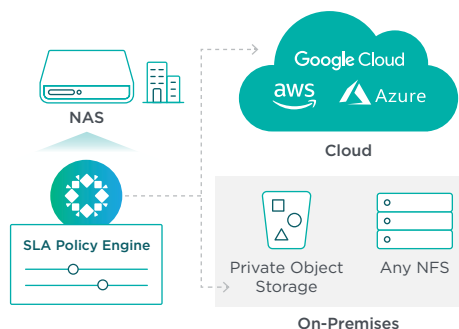 Google Cloud
aws
Azure
NAS
Cloud
SLA Policy Engine
Private Object
Storage
Any NFS
On-Premises